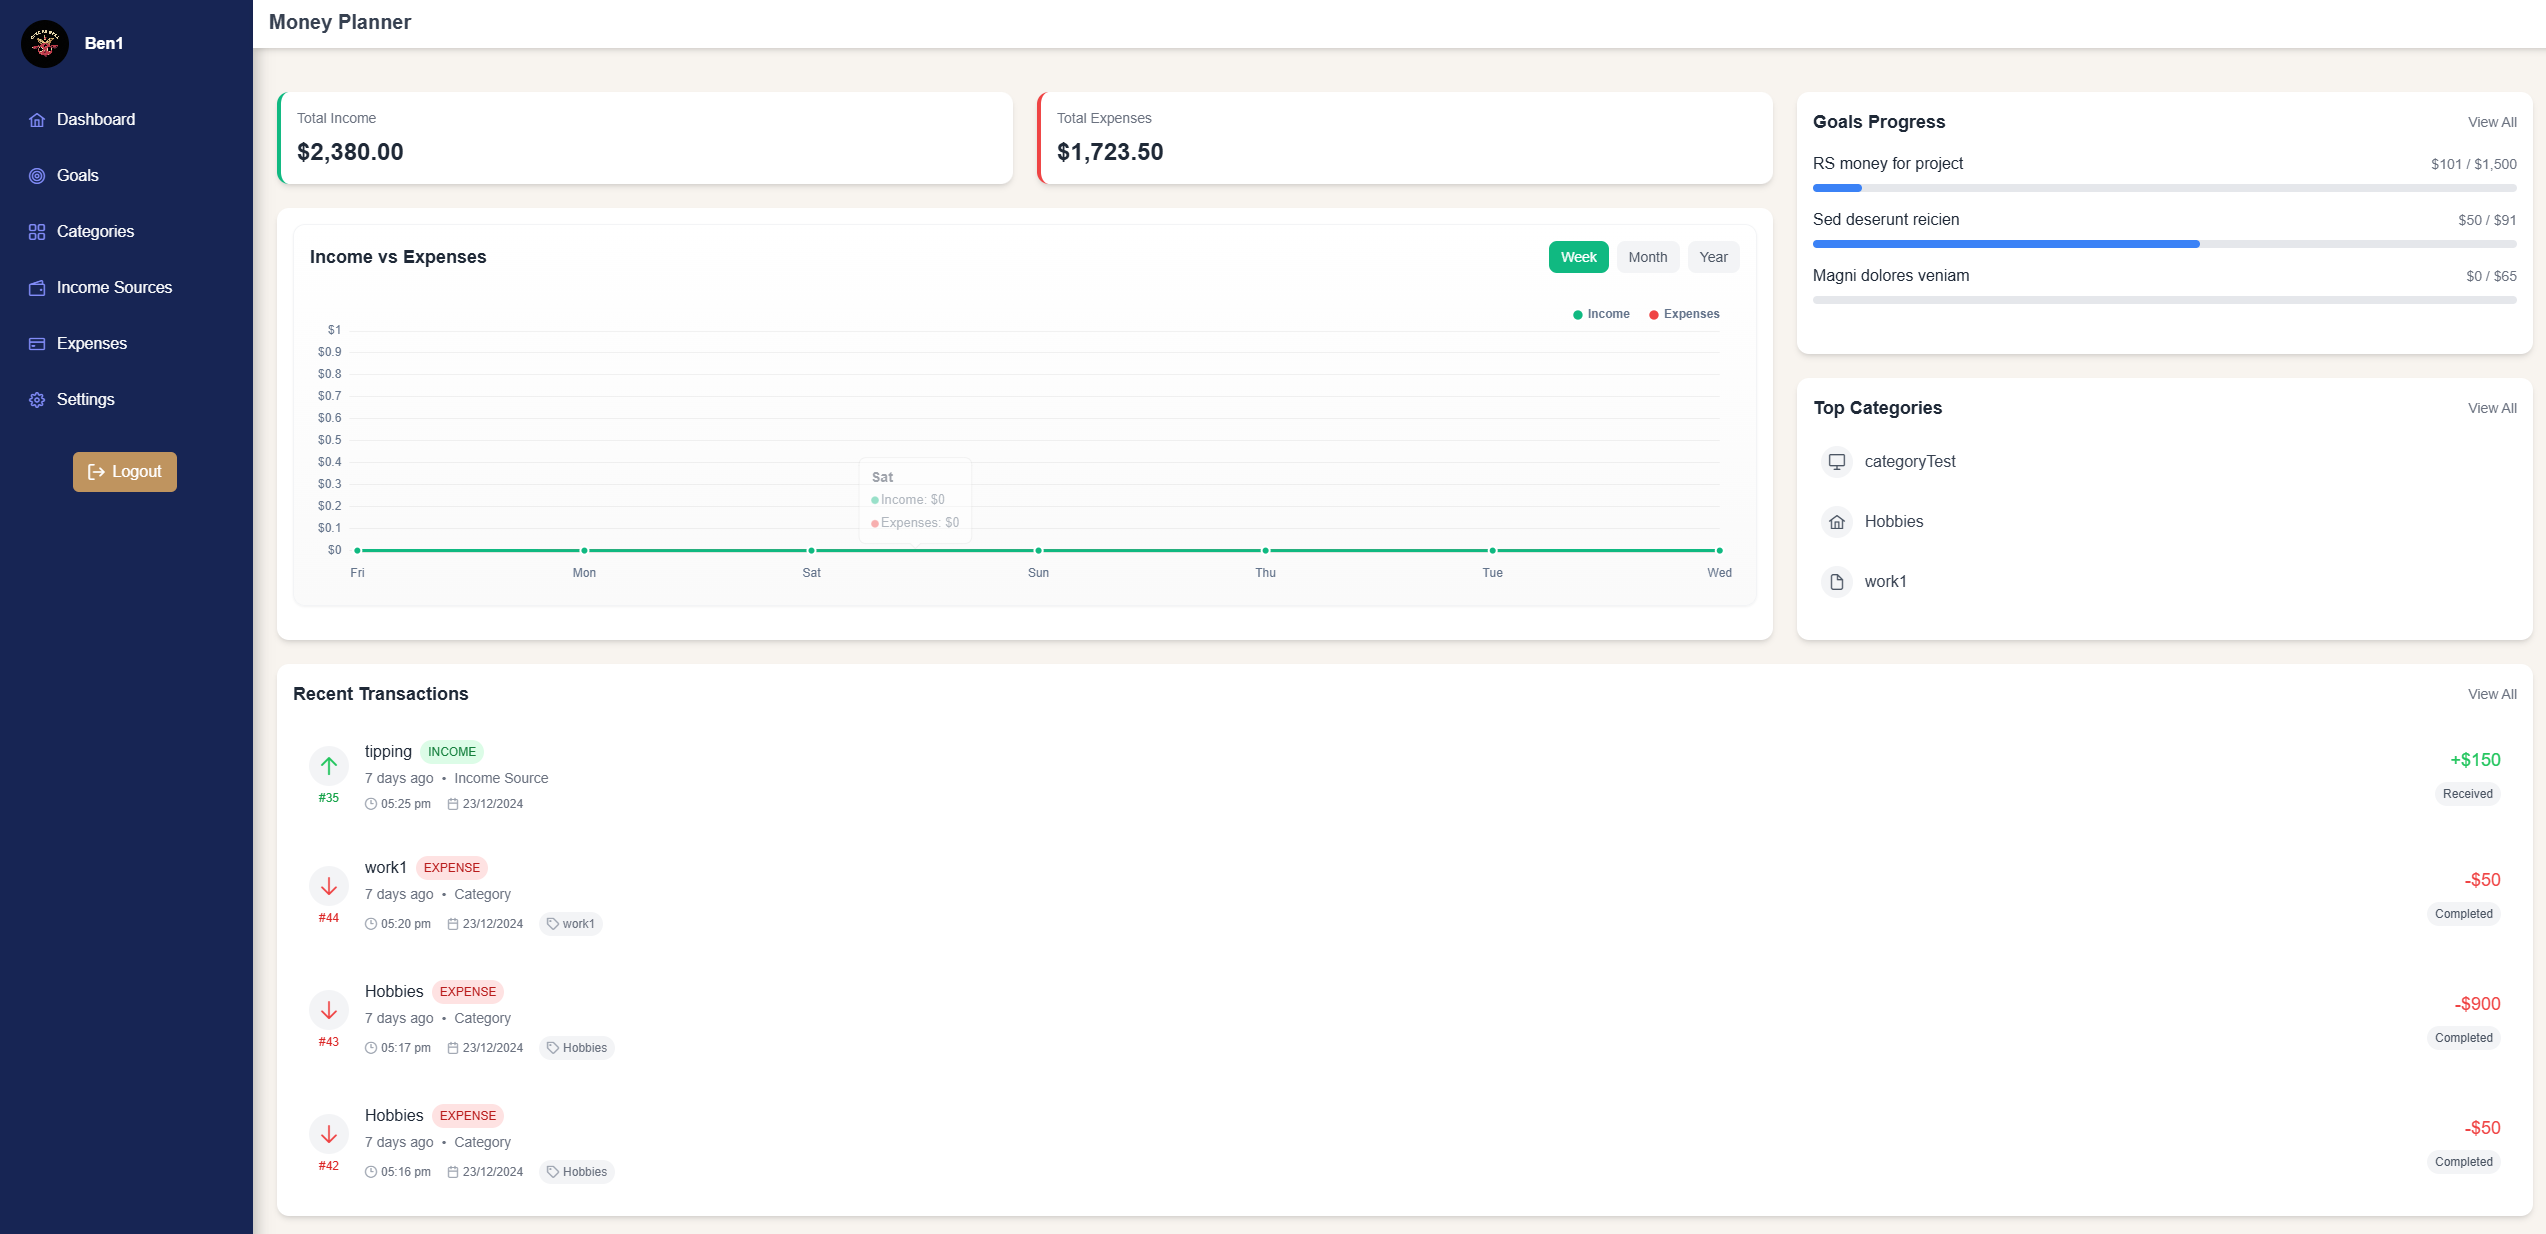 Ben1
Dashboard
Goals
Categories
Income Sources
Expenses
Settings
Logout
Money Planner
Total Income
$2,380.00
Total Expenses
$1,723.50
Income vs Expenses
Week Month Year
Income Expenses
$1
$0.9
$0.8
$0.7
$0.6
$0.5
$0.4
$0.3
$0.2
$0.1
$0
Sat
Income: $0
Expenses: $0
Fri Mon Sat Sun Thu Tue Wed
Goals Progress View All
RS money for project $101 / $1,500
Sed deserunt reicien $50 / $91
Magni dolores veniam $0 / $65
Top Categories View All
categoryTest
Hobbies
work1
Recent Transactions View All
tipping INCOME
7 days ago • Income Source
#35
05:25 pm 23/12/2024
+$150
Received
work1 EXPENSE
7 days ago • Category
#44
05:20 pm 23/12/2024 work1
-$50
Completed
Hobbies EXPENSE
7 days ago • Category
#43
05:17 pm 23/12/2024 Hobbies
-$900
Completed
Hobbies EXPENSE
7 days ago • Category
#42
05:16 pm 23/12/2024 Hobbies
-$50
Completed